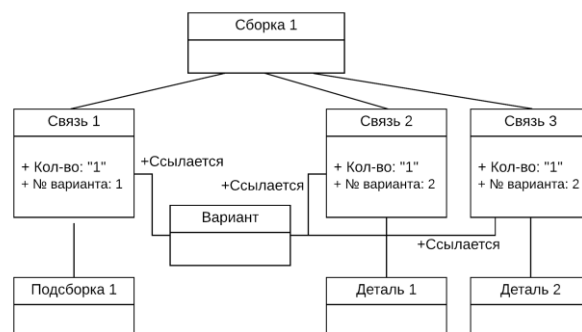 Сборка 1
Связь 1
+ Кол-во: "1"
+ № варианта: 1
Связь 2
+ Кол-во: "1"
+ № варианта: 2
Связь 3
+ Кол-во: "1"
+ № варианта: 2
+Ссылается
+Ссылается
Вариант
+Ссылается
Подсборка 1
Деталь 1
Деталь 2